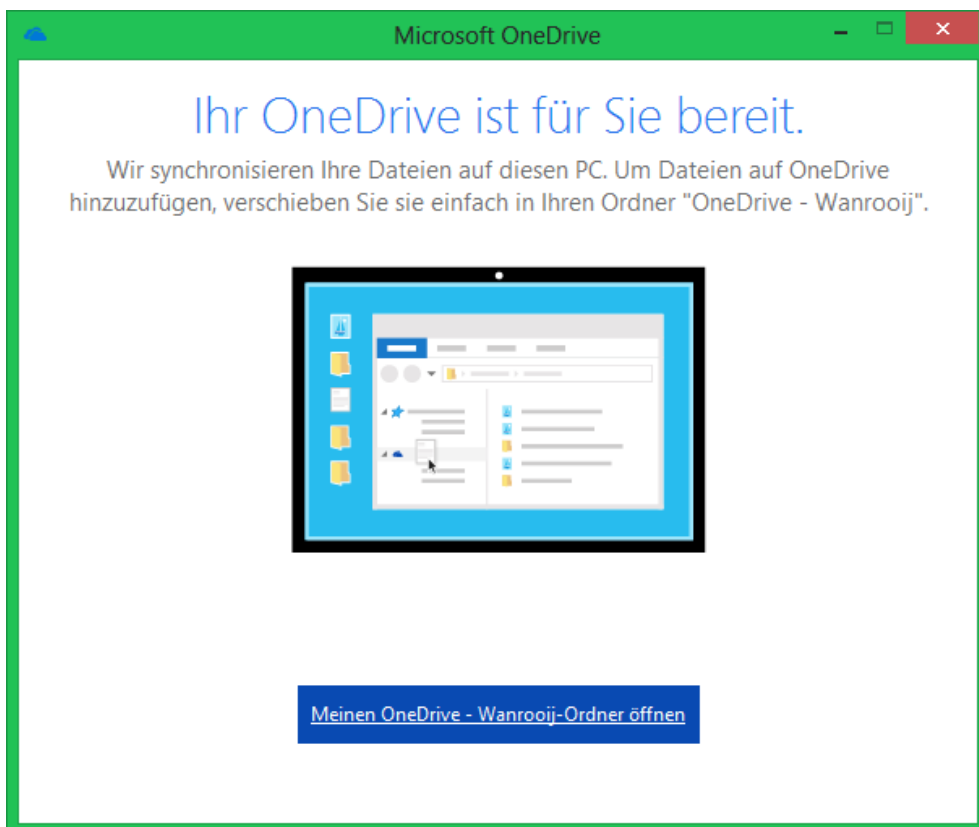 Microsoft OneDrive
Ihr OneDrive ist für Sie bereit.
Wir synchronisieren Ihre Dateien auf diesen PC. Um Dateien auf OneDrive
hinzuzufügen, verschieben Sie sie einfach in Ihren Ordner "OneDrive - Wanrooij".
Meinen OneDrive - Wanrooij-Ordner öffnen